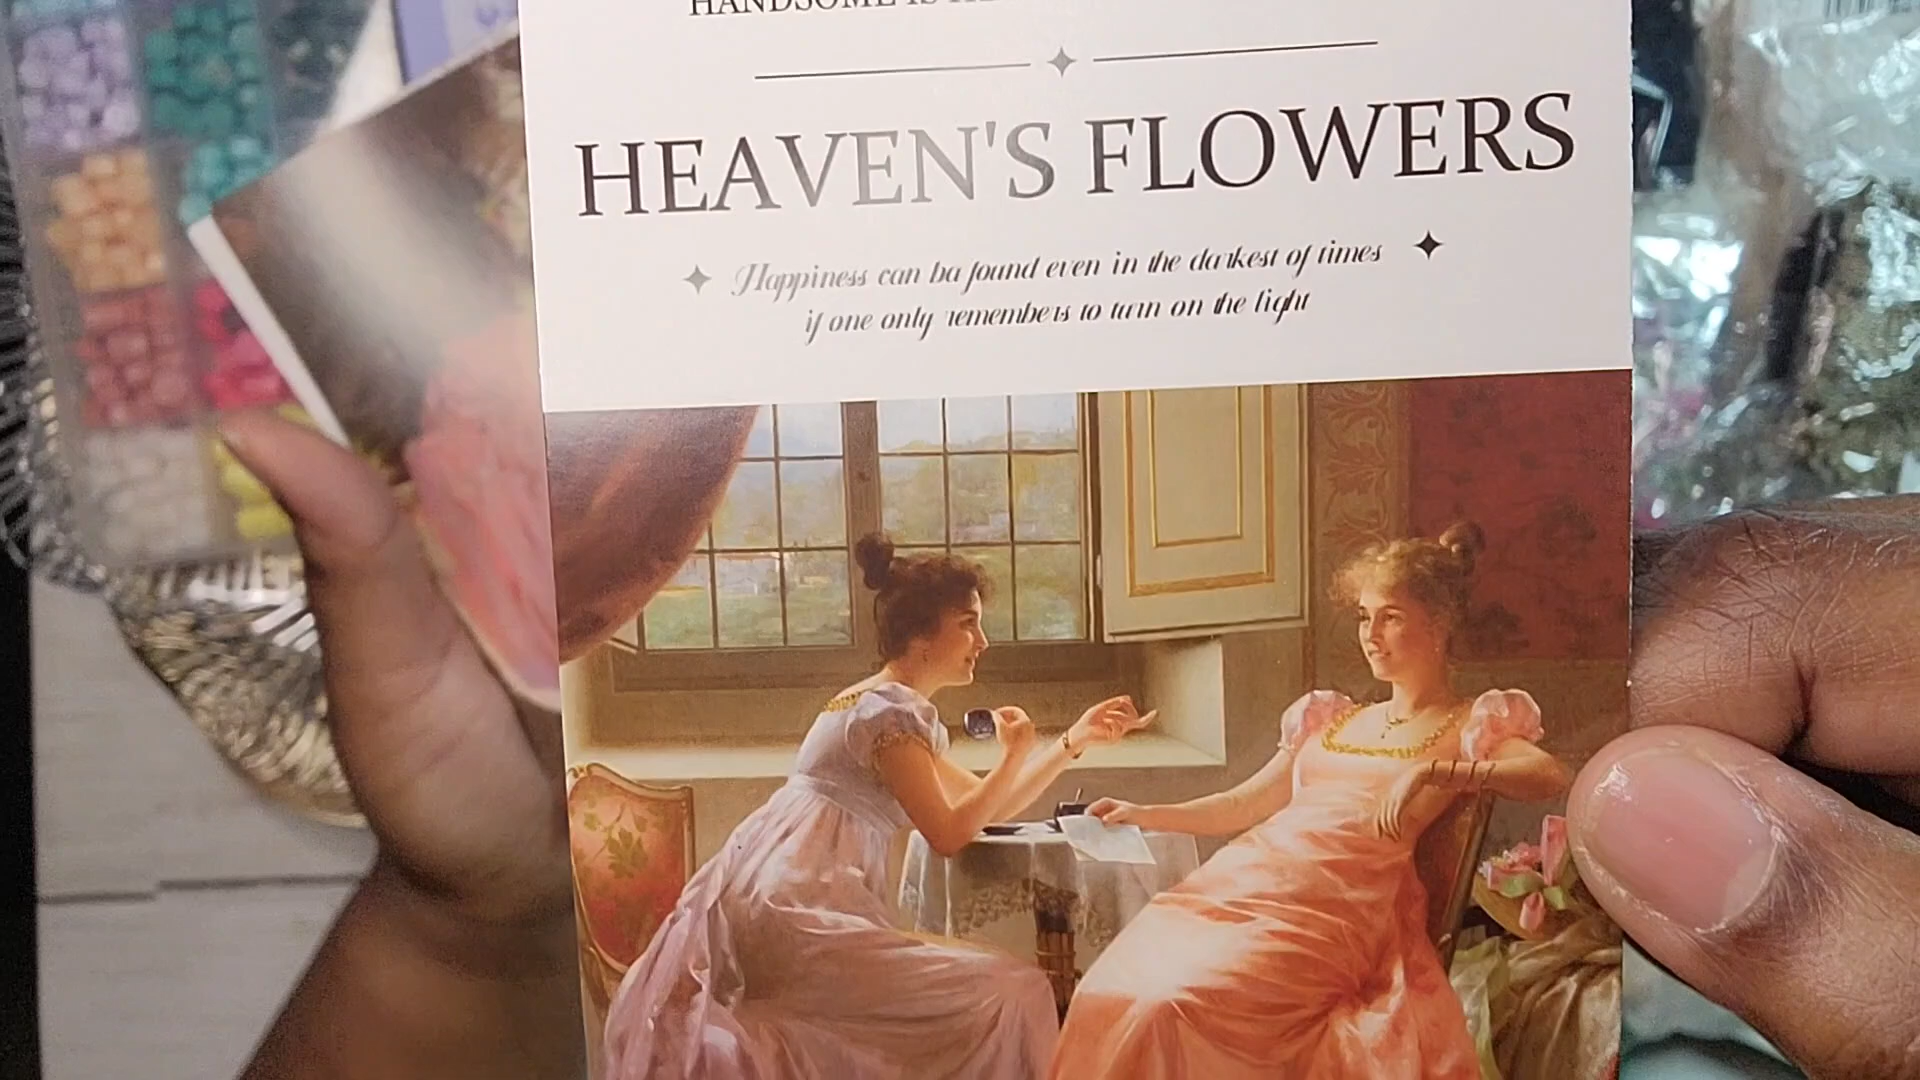 HANDSOME IS
HEAVEN'S FLOWERS
Happiness can ba found even in the darkest of times
if one only remembers to turn on the light